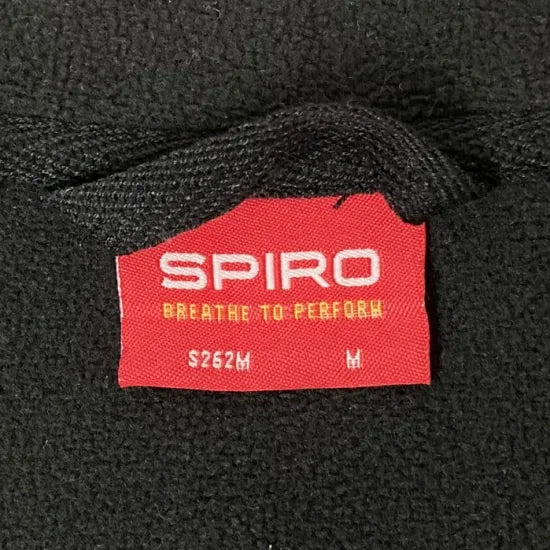 SPIRO
BREATHE TO PERFORM
S262M M